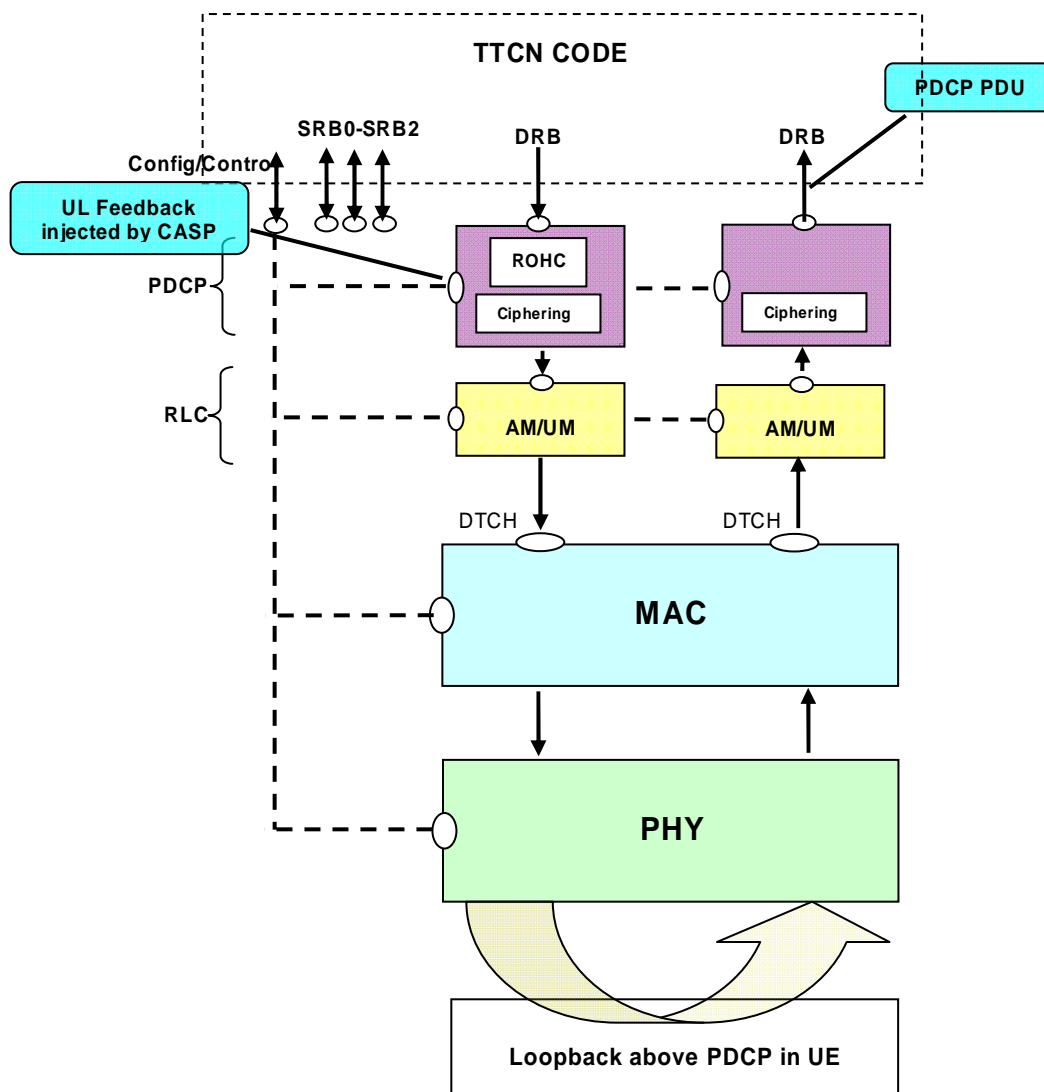 TTCN CODE
PDCP PDU
SRB0-SRB2
DRB
DRB
Config/Contro
UL Feedback
injected by CASP
ROHC
PDCP
Ciphering
Ciphering
RLC
AM/UM
AM/UM
DTCH
DTCH
MAC
PHY
Loopback above PDCP in UE